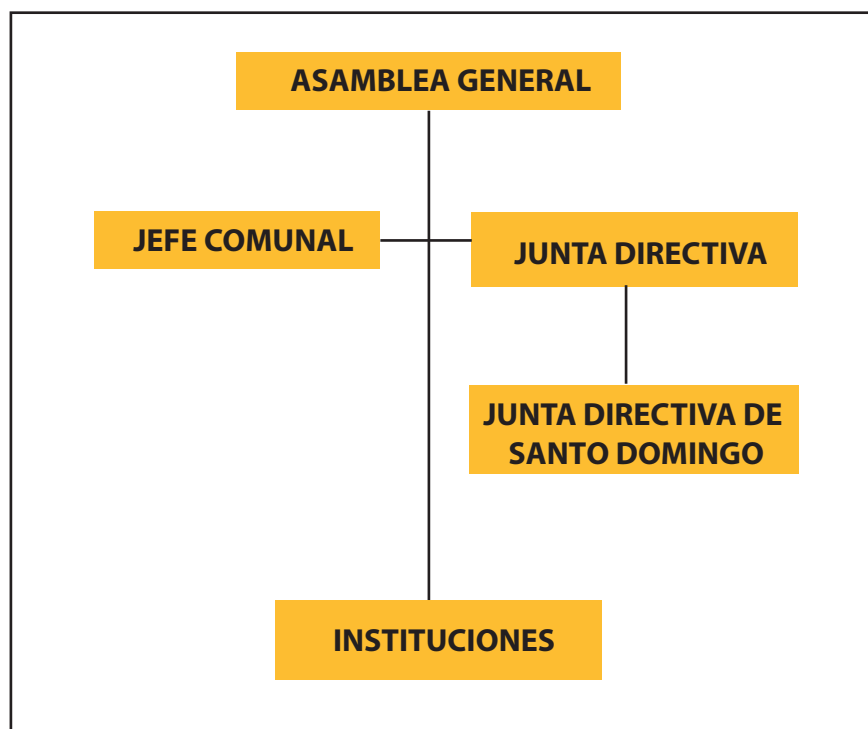 ASAMBLEA GENERAL
JEFE COMUNAL
JUNTA DIRECTIVA
JUNTA DIRECTIVA DE
SANTO DOMINGO
INSTITUCIONES